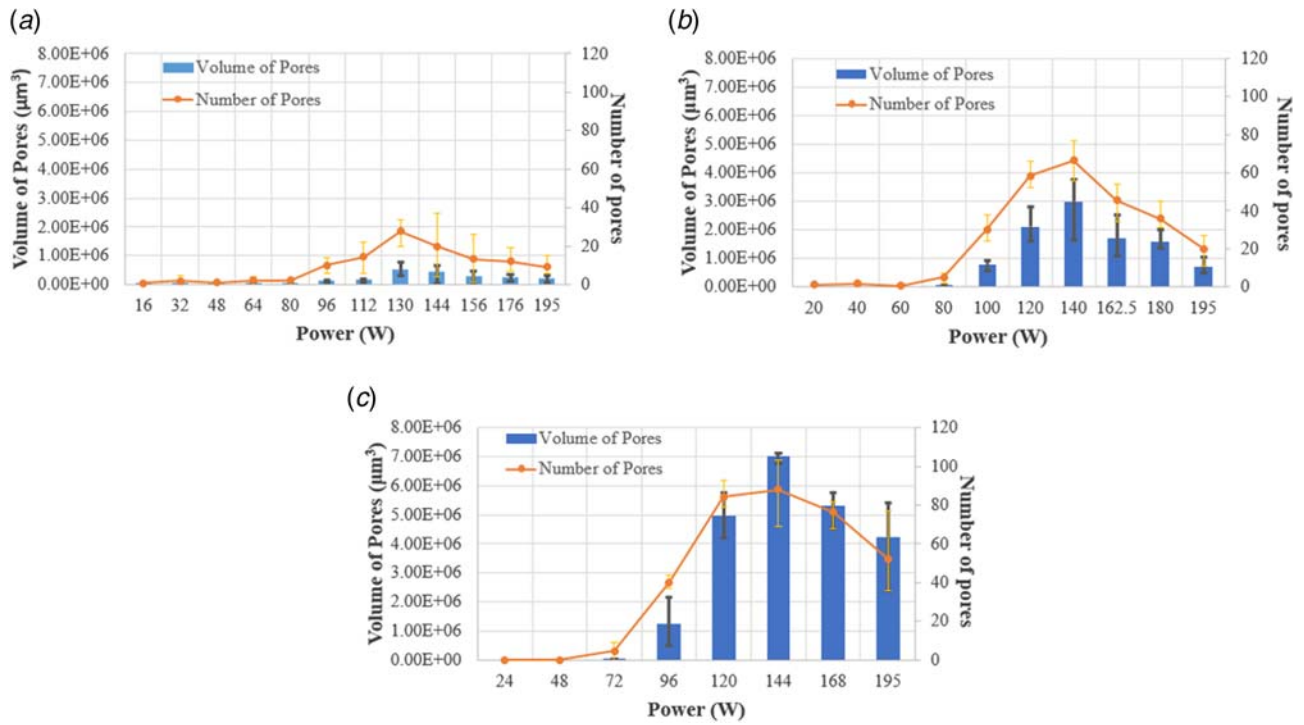 (a)
8.00E+06
7.00E+06
6.00E+06
5.00E+06
4.00E+06
3.00E+06
2.00E+06
1.00E+06
0.00E+00
Volume of Pores (µm³)
Volume of Pores
Number of Pores
120
100
80
60
40
20
0
Number of pores
16 32 48 64 80 96 112 130 144 156 176 195
Power (W)
(b)
8.00E+06
7.00E+06
6.00E+06
5.00E+06
4.00E+06
3.00E+06
2.00E+06
1.00E+06
0.00E+00
Volume of Pores (µm³)
Volume of Pores
Number of Pores
120
100
80
60
40
20
0
Number of pores
20 40 60 80 100 120 140 162.5 180 195
Power (W)
(c)
8.00E+06
7.00E+06
6.00E+06
5.00E+06
4.00E+06
3.00E+06
2.00E+06
1.00E+06
0.00E+00
Volume of Pores (µm³)
Volume of Pores
Number of Pores
120
100
80
60
40
20
0
Number of pores
24 48 72 96 120 144 168 195
Power (W)